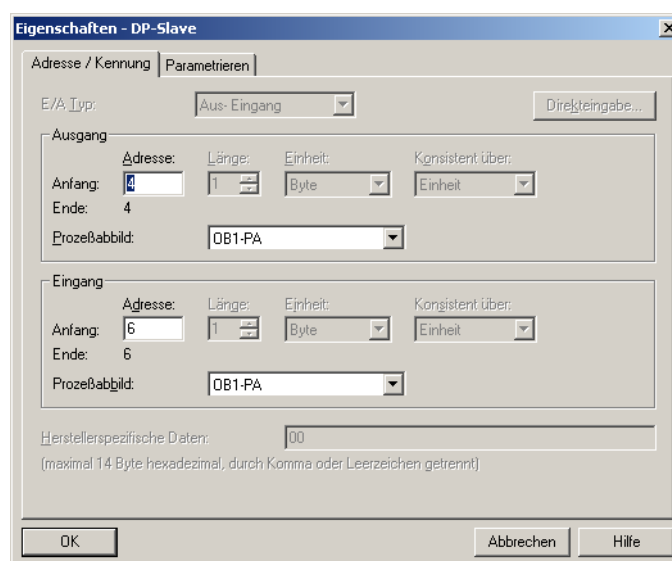 Eigenschaften - DP-Slave
Adresse / Kennung Parametrieren
E/A Typ: Aus- Eingang Direkteingabe...
Ausgang
Adresse: Länge: Einheit: Konsistent über:
Anfang: 4 1 Byte Einheit
Ende: 4
Prozeßabbild: OB1-PA
Eingang
Adresse: Länge: Einheit: Konsistent über:
Anfang: 6 1 Byte Einheit
Ende: 6
Prozeßabbild: OB1-PA
Herstellerspezifische Daten: 00
(maximal 14 Byte hexadezimal, durch Komma oder Leerzeichen getrennt)
OK Abbrechen Hilfe